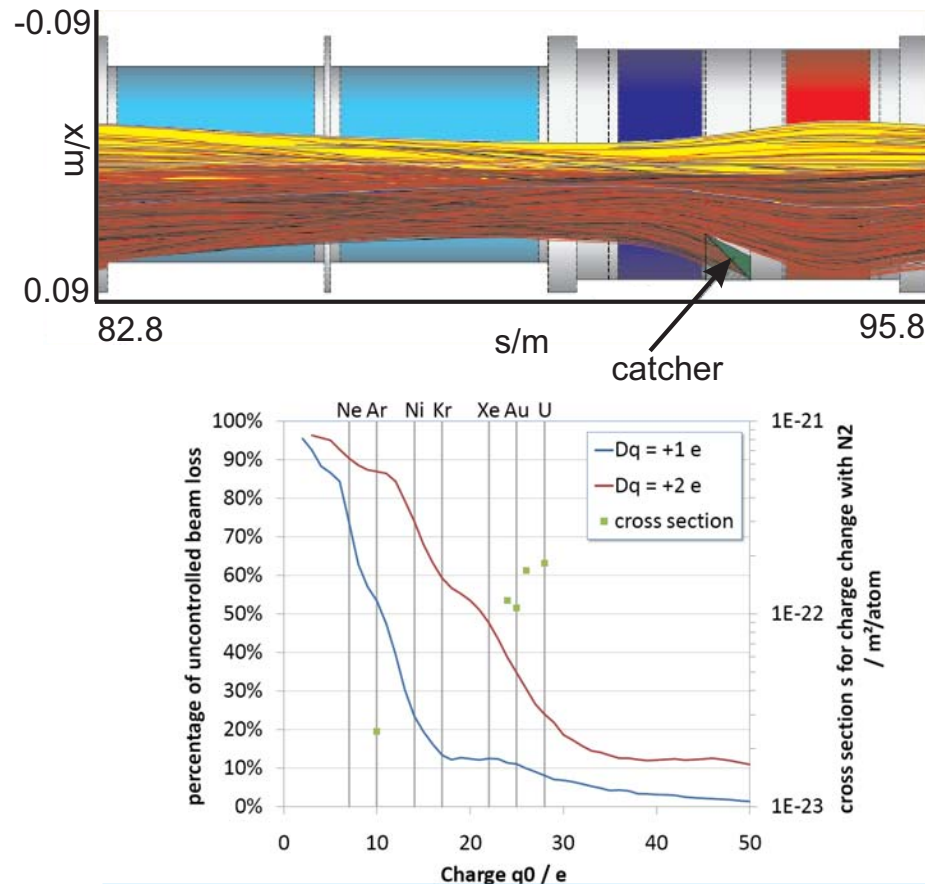 -0.09
x/m
0.09
82.8
s/m
95.8
catcher
Ne Ar Ni Kr Xe Au U
100%
90%
80%
70%
60%
50%
40%
30%
20%
10%
0%
percentage of uncontrolled beam loss
Dq = +1 e
Dq = +2 e
cross section
1E-21
1E-22
1E-23
cross section s for charge change with N2
/ m²/atom
0 10 20 30 40 50
Charge q0 / e